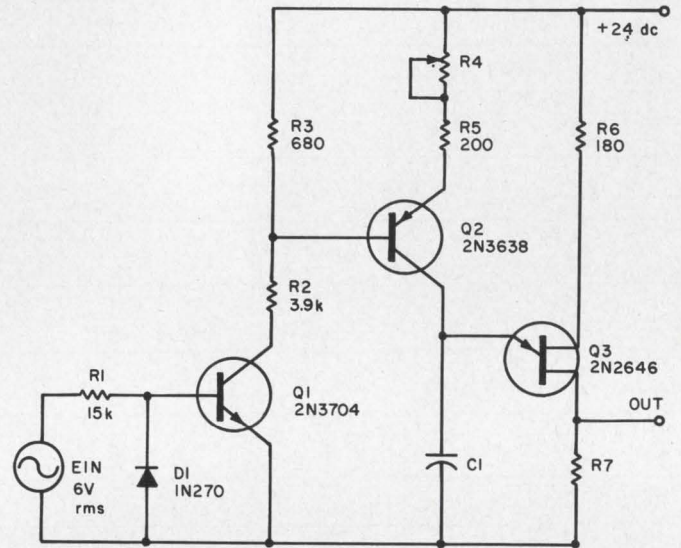 +24 dc
R4
R3
680
R5
200
R6
180
Q2
2N3638
R2
3.9k
Q3
2N2646
R1
15k
Q1
2N3704
OUT
EIN
6V
rms
D1
1N270
C1
R7